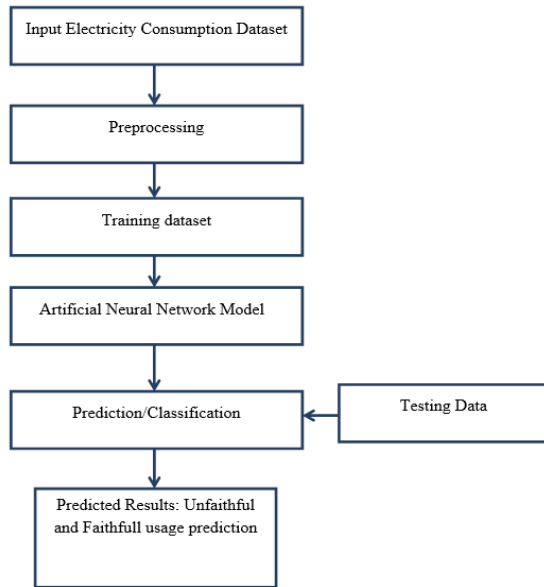 Input Electricity Consumption Dataset
Preprocessing
Training dataset
Artificial Neural Network Model
Prediction/Classification
Testing Data
Predicted Results: Unfaithful
and Faithfull usage prediction